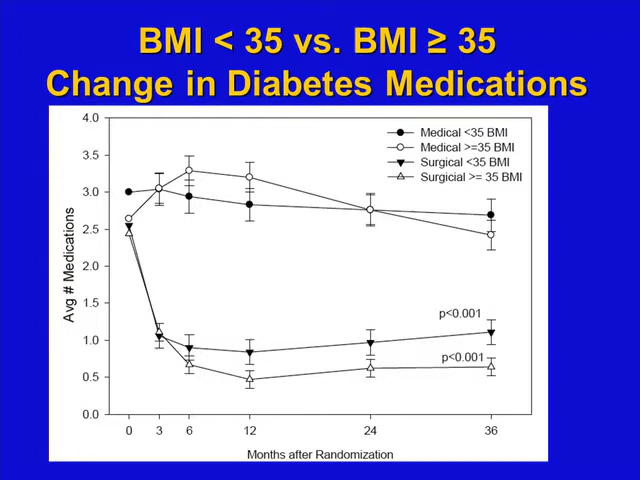 BMI < 35 vs. BMI ≥ 35
Change in Diabetes Medications
4.0
3.5
3.0
2.5
2.0
1.5
1.0
0.5
0.0
Avg # Medications
Medical <35 BMI
Medical >=35 BMI
Surgical <35 BMI
Surgicial >= 35 BMI
p<0.001
p<0.001
0 3 6 12 24 36
Months after Randomization